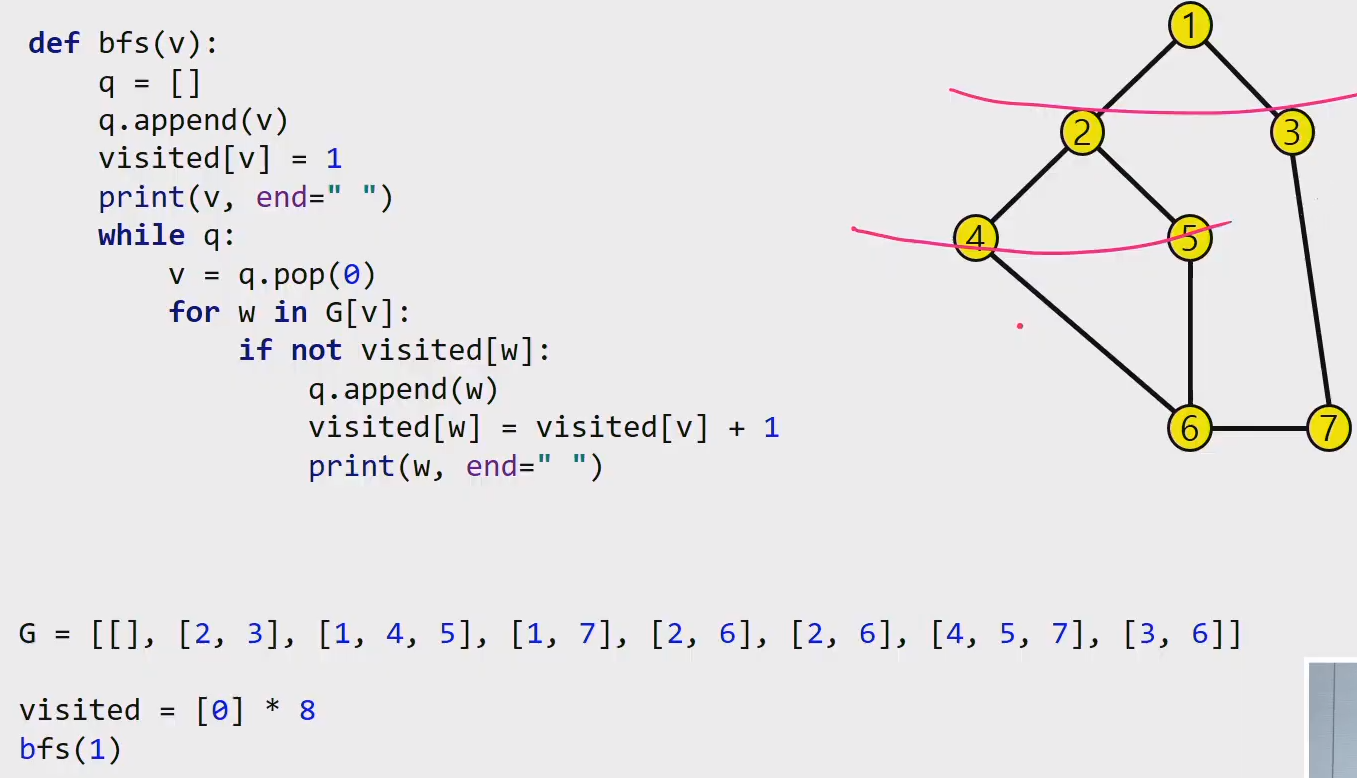 def bfs(v):
    q = []
    q.append(v)
    visited[v] = 1
    print(v, end=" ")
    while q:
        v = q.pop(0)
        for w in G[v]:
            if not visited[w]:
                q.append(w)
                visited[w] = visited[v] + 1
                print(w, end=" ")
1
2 3
4 5
6 7
G = [[], [2, 3], [1, 4, 5], [1, 7], [2, 6], [2, 6], [4, 5, 7], [3, 6]]
visited = [0] * 8
bfs(1)